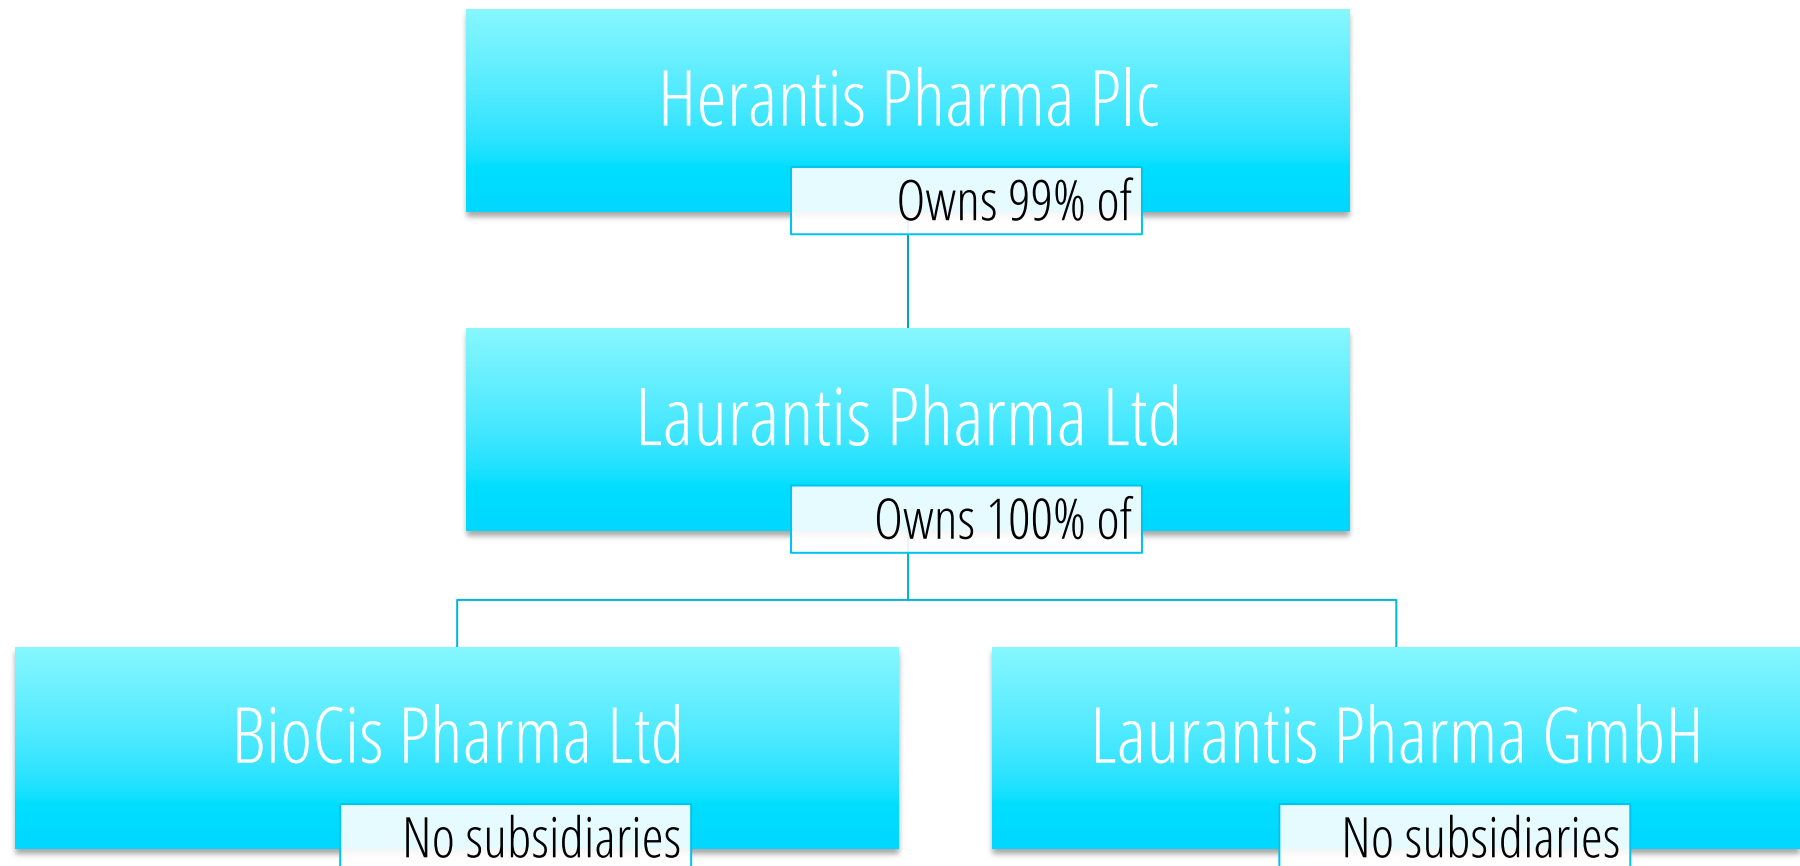 Herantis Pharma Plc
Owns 99% of
Laurantis Pharma Ltd
Owns 100% of
BioCis Pharma Ltd
Laurantis Pharma GmbH
No subsidiaries
No subsidiaries